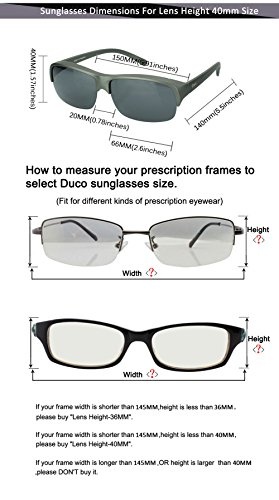 Sunglasses Dimensions For Lens Height 40mm Size
40MM(1.57inches)
150MM(5.91inches)
20MM(0.78inches)
66MM(2.6inches)
140mm(5.5inches)
How to measure your prescription frames to
select Duco sunglasses size.
(Fit for different kinds of prescription eyewear)
Height
(?)
Width (?)
Height
(?)
Width (?)
If your frame width is shorter than 145MM,height is less than 36MM,
please buy "Lens Height-36MM".
If your frame width is shorter than 145MM,height is less than 40MM,
please buy "Lens Height-40MM".
If your frame width is longer than 145MM ,OR height is larger than 40MM
,please DON'T buy it.